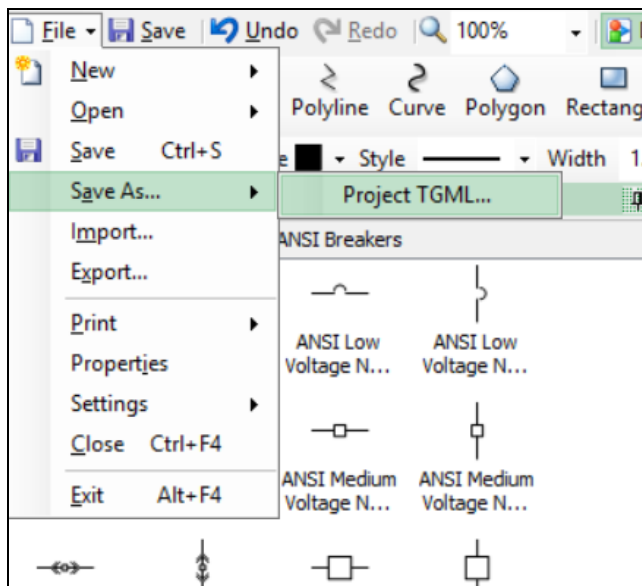 File Save Undo Redo 100%
New
Open
Polyline Curve Polygon Rectang
Save Ctrl+S
e Style Width 1
Save As...
Project TGML...
Import...
ANSI Breakers
Export...
Print
ANSI Low
Voltage N...
ANSI Low
Voltage N...
Properties
Settings
Close Ctrl+F4
ANSI Medium
Voltage N...
ANSI Medium
Voltage N...
Exit Alt+F4